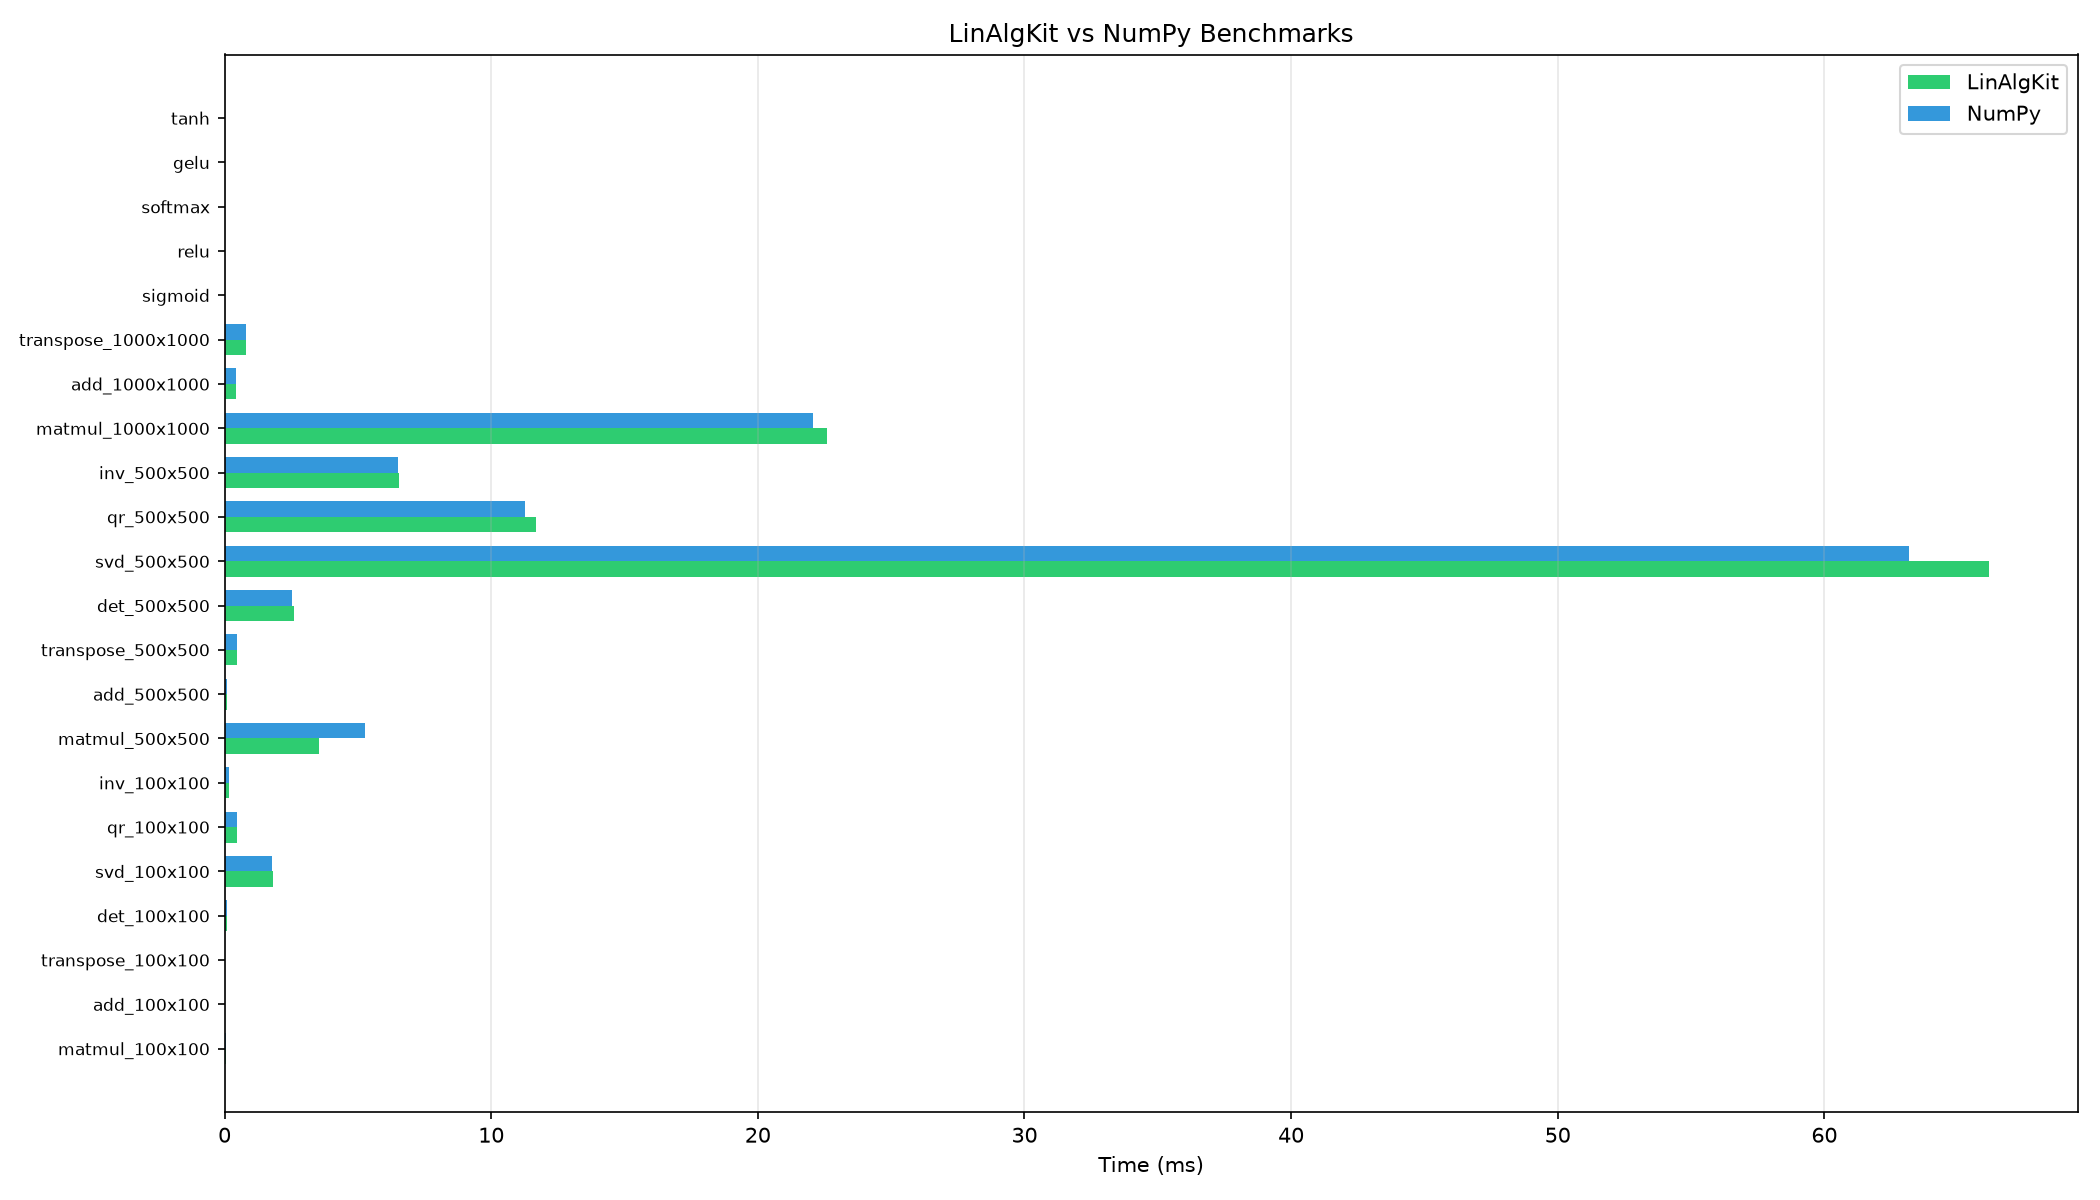 LinAlgKit vs NumPy Benchmarks
LinAlgKit
NumPy
tanh
gelu
softmax
relu
sigmoid
transpose_1000x1000
add_1000x1000
matmul_1000x1000
inv_500x500
qr_500x500
svd_500x500
det_500x500
transpose_500x500
add_500x500
matmul_500x500
inv_100x100
qr_100x100
svd_100x100
det_100x100
transpose_100x100
add_100x100
matmul_100x100
0 10 20 30 40 50 60
Time (ms)